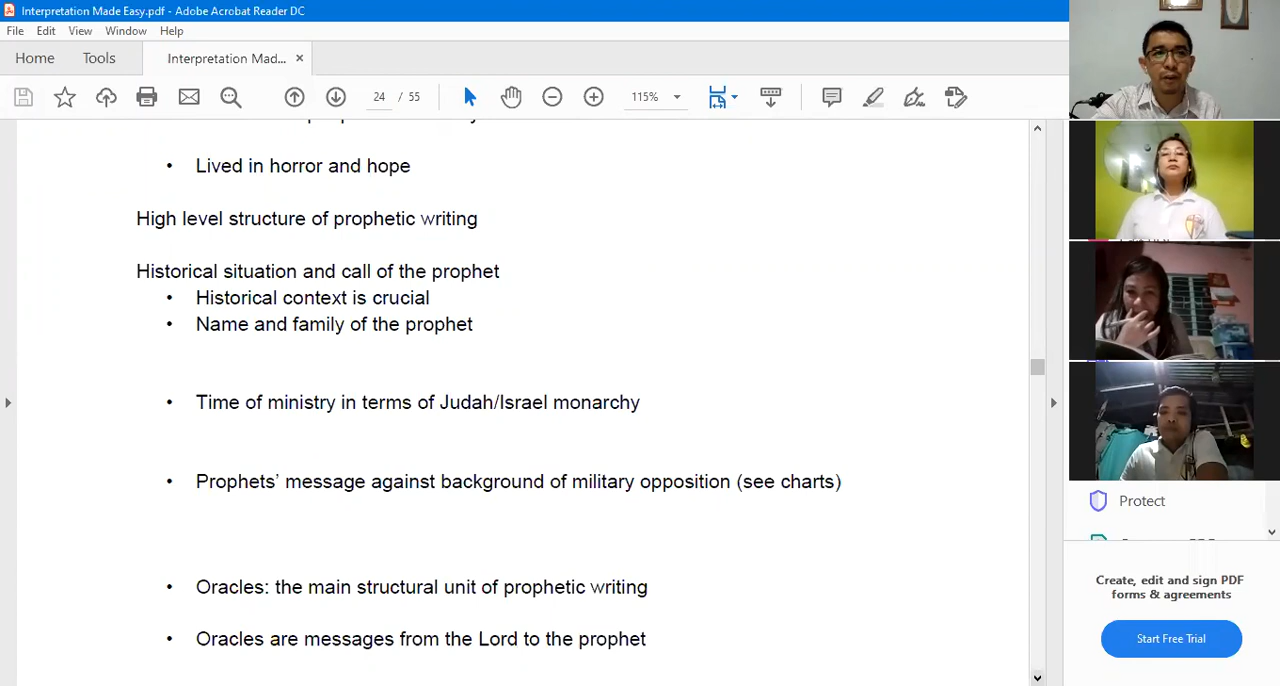 Interpretation Made Easy.pdf - Adobe Acrobat Reader DC
File Edit View Window Help
Home Tools Interpretation Mad... ×
24 / 55 115%
• Lived in horror and hope
High level structure of prophetic writing
Historical situation and call of the prophet
• Historical context is crucial
• Name and family of the prophet
• Time of ministry in terms of Judah/Israel monarchy
• Prophets' message against background of military opposition (see charts)
• Oracles: the main structural unit of prophetic writing
• Oracles are messages from the Lord to the prophet
Protect
Create, edit and sign PDF
forms & agreements
Start Free Trial